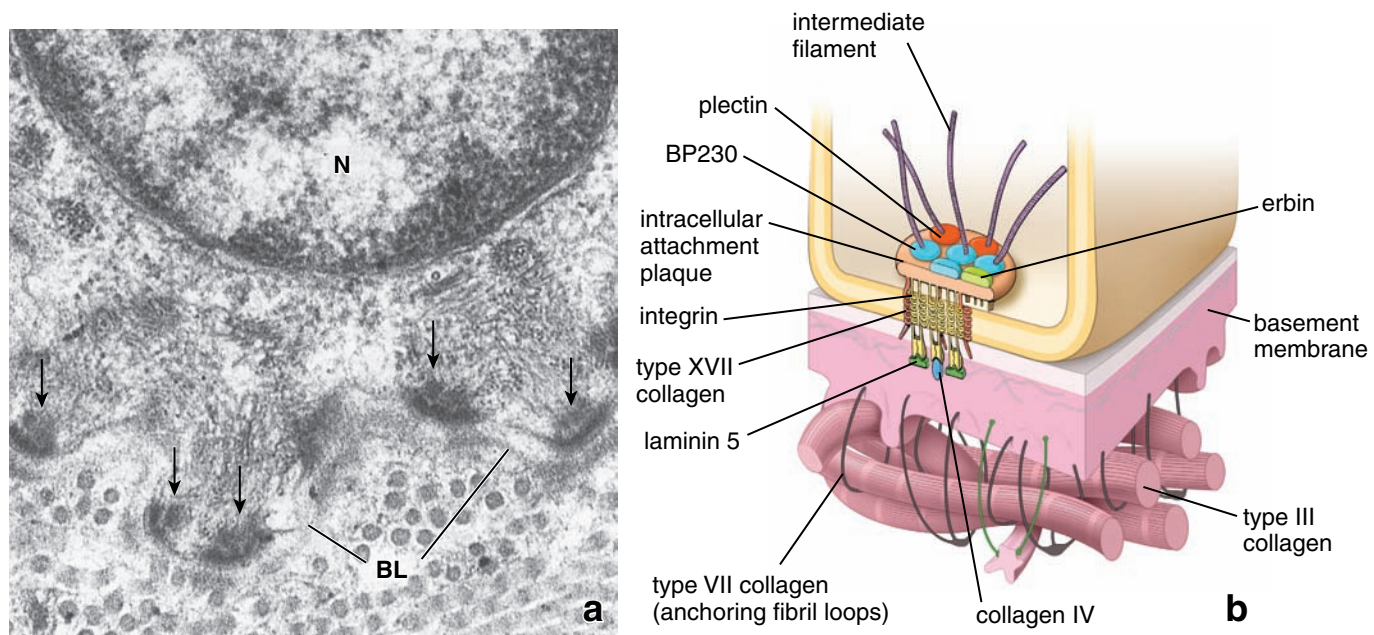 N
BL
a
intermediate
filament
plectin
BP230
intracellular
attachment
plaque
integrin
type XVII
collagen
laminin 5
type VII collagen
(anchoring fibril loops)
collagen IV
erbin
basement
membrane
type III
collagen
b